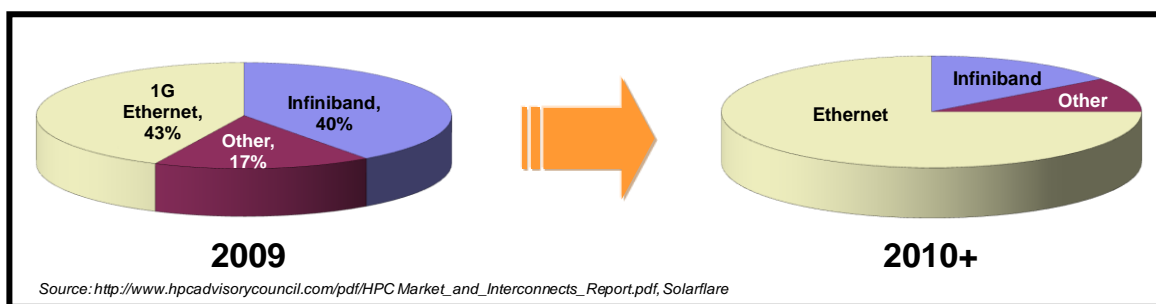 1G
Ethernet,
43%
Infiniband,
40%
Other,
17%
2009
Infiniband
Other
Ethernet
2010+
Source: http://www.hpcadvisorycouncil.com/pdf/HPC Market_and_Interconnects_Report.pdf, Solarflare